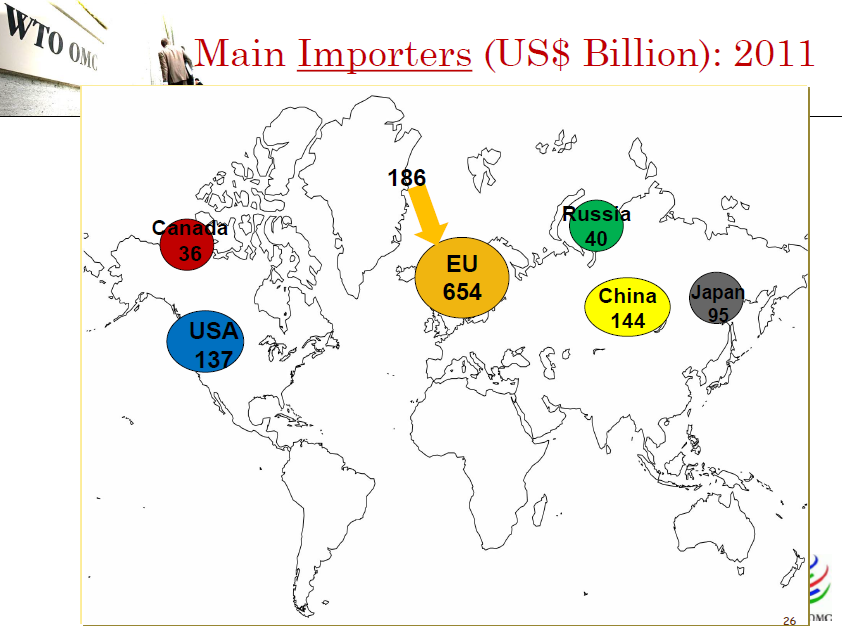 WTO OMC
Main Importers (US$ Billion): 2011
186
Canada
36
Russia
40
EU
654
China
144
Japan
95
USA
137
26
OMC